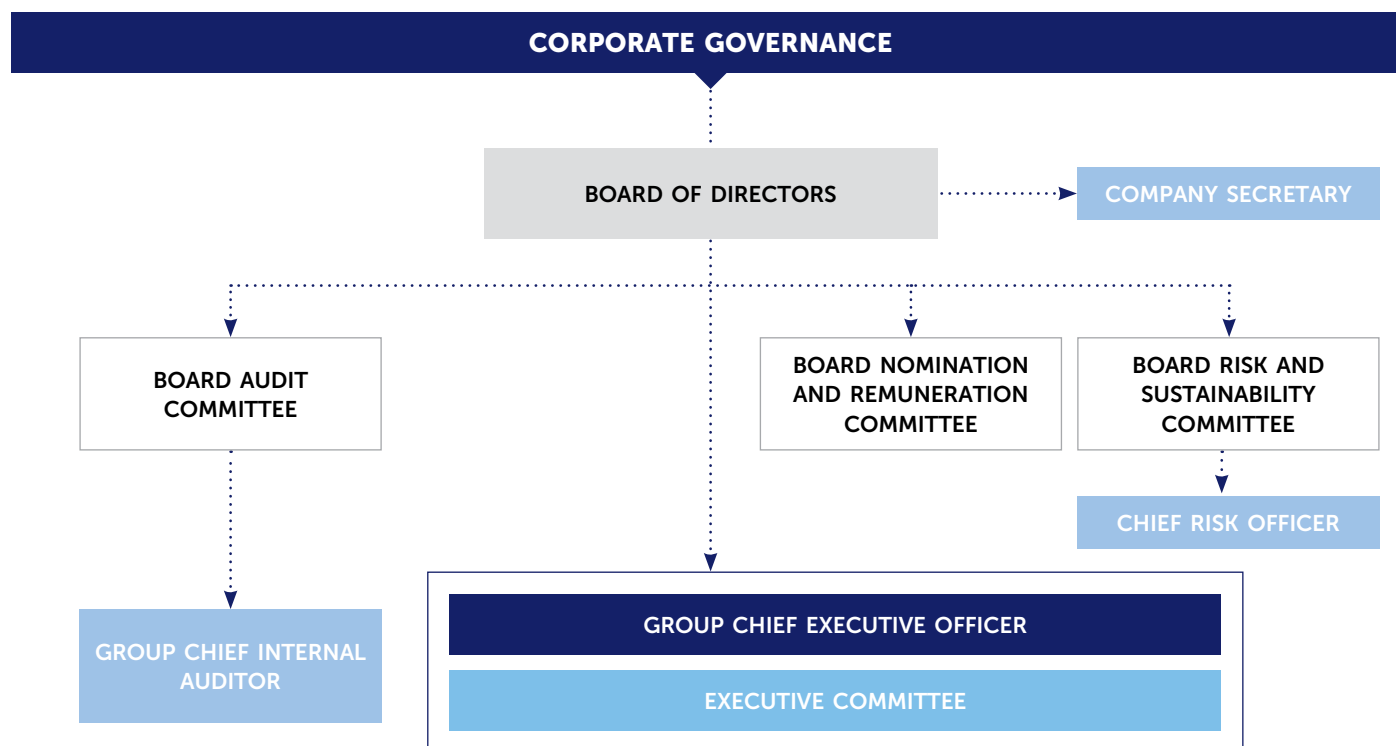 CORPORATE GOVERNANCE
BOARD OF DIRECTORS
COMPANY SECRETARY
BOARD AUDIT
COMMITTEE
BOARD NOMINATION
AND REMUNERATION
COMMITTEE
BOARD RISK AND
SUSTAINABILITY
COMMITTEE
CHIEF RISK OFFICER
GROUP CHIEF INTERNAL
AUDITOR
GROUP CHIEF EXECUTIVE OFFICER
EXECUTIVE COMMITTEE